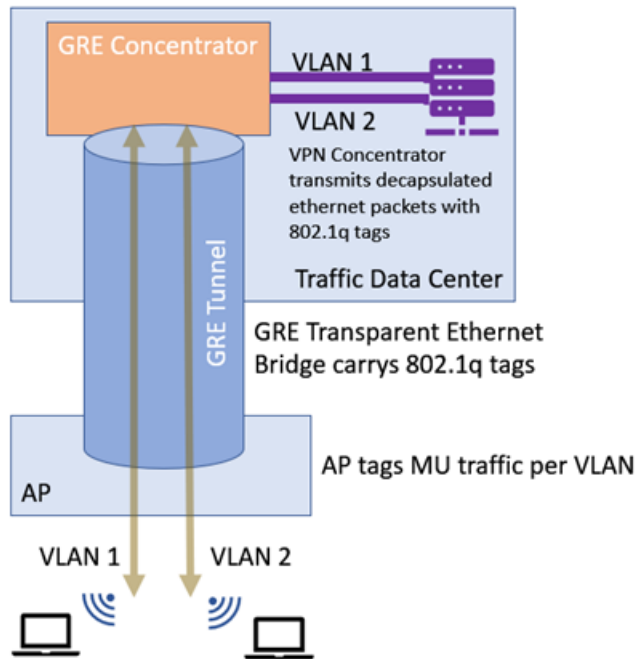 GRE Concentrator
VLAN 1
VLAN 2
VPN Concentrator
transmits decapsulated
ethernet packets with
802.1q tags
Traffic Data Center
GRE Tunnel
GRE Transparent Ethernet
Bridge carrys 802.1q tags
AP tags MU traffic per VLAN
AP
VLAN 1
VLAN 2